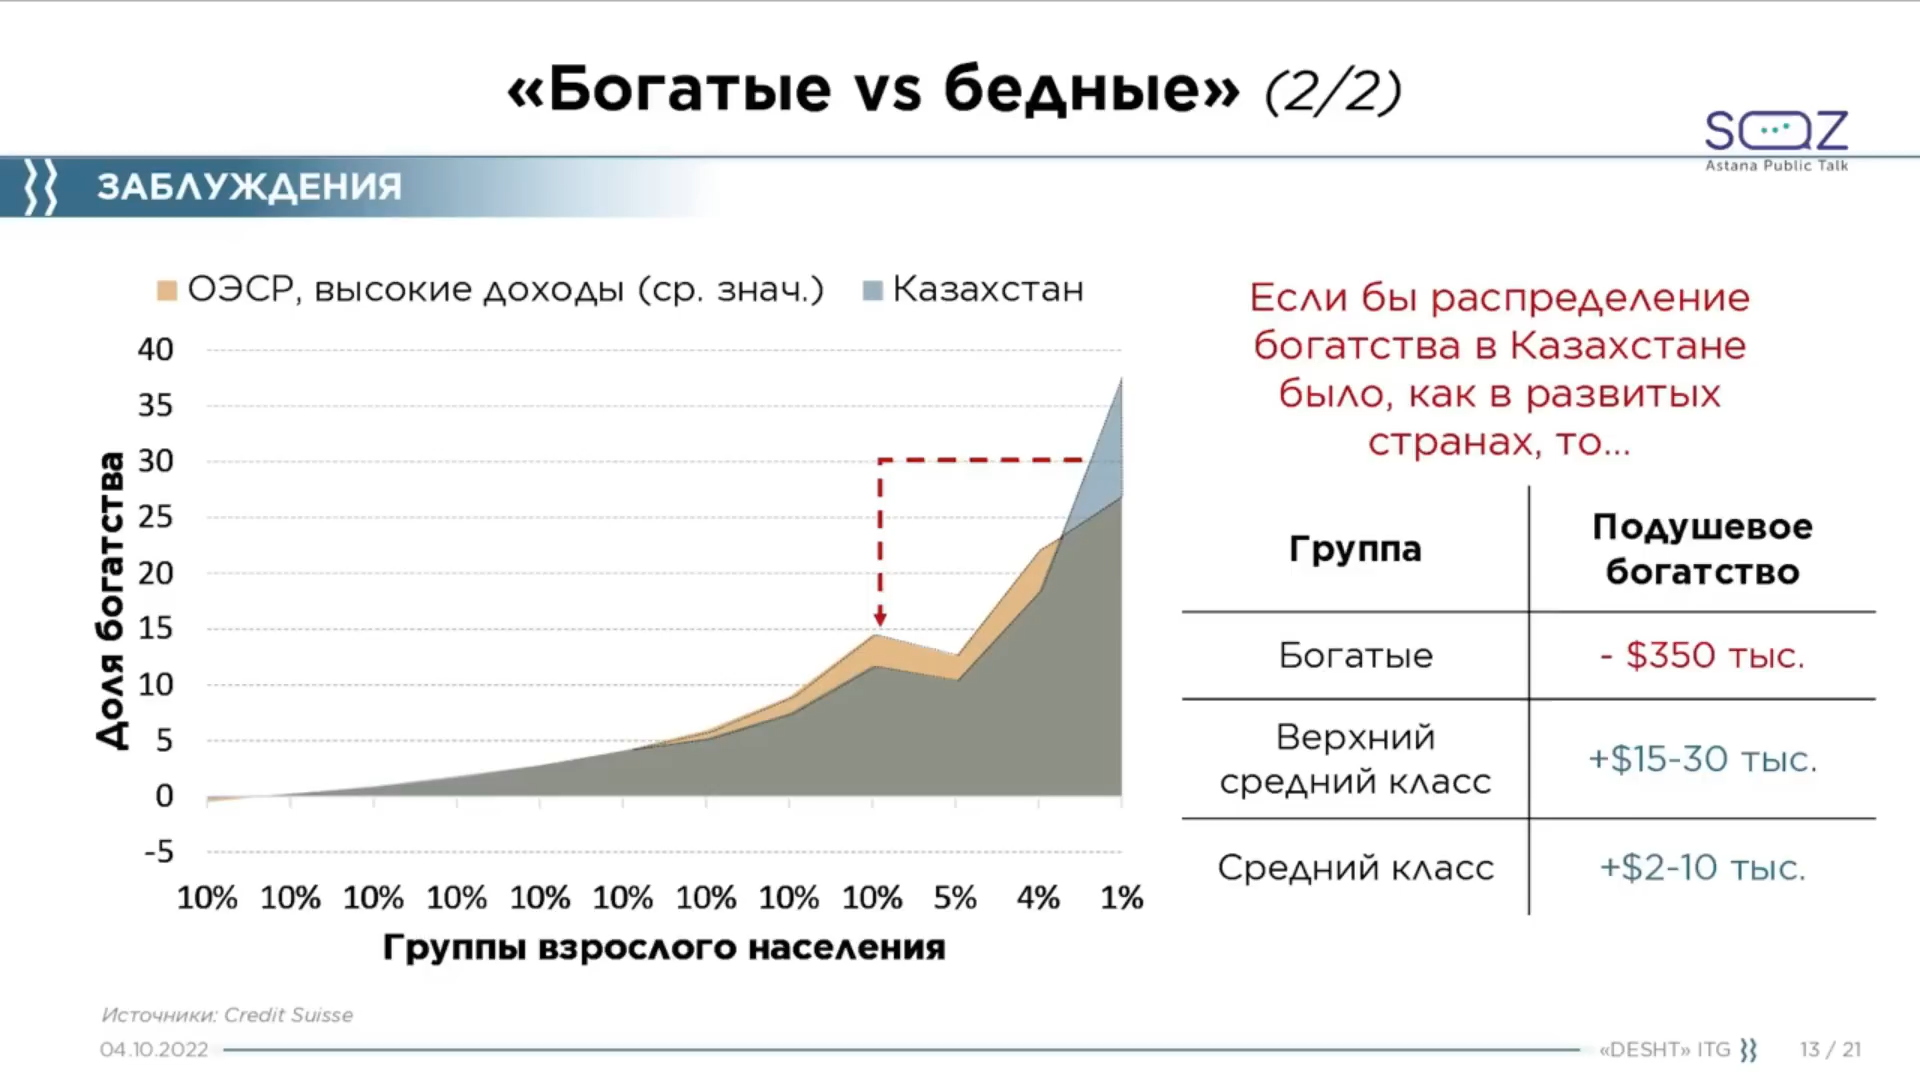 «Богатые vs бедные» (2/2)
SOZ
Astana Public Talk
ЗАБЛУЖДЕНИЯ
ОЭСР, высокие доходы (ср. знач.) Казахстан
Доля богатства
40
35
30
25
20
15
10
5
0
-5
10% 10% 10% 10% 10% 10% 10% 10% 10% 5% 4% 1%
Группы взрослого населения
Если бы распределение
богатства в Казахстане
было, как в развитых
странах, то...
Группа
Подушевое
богатство
Богатые
- $350 тыс.
Верхний
средний класс
+$15-30 тыс.
Средний класс
+$2-10 тыс.
Источники: Credit Suisse
04.10.2022
«DESHT» ITG
13 / 21